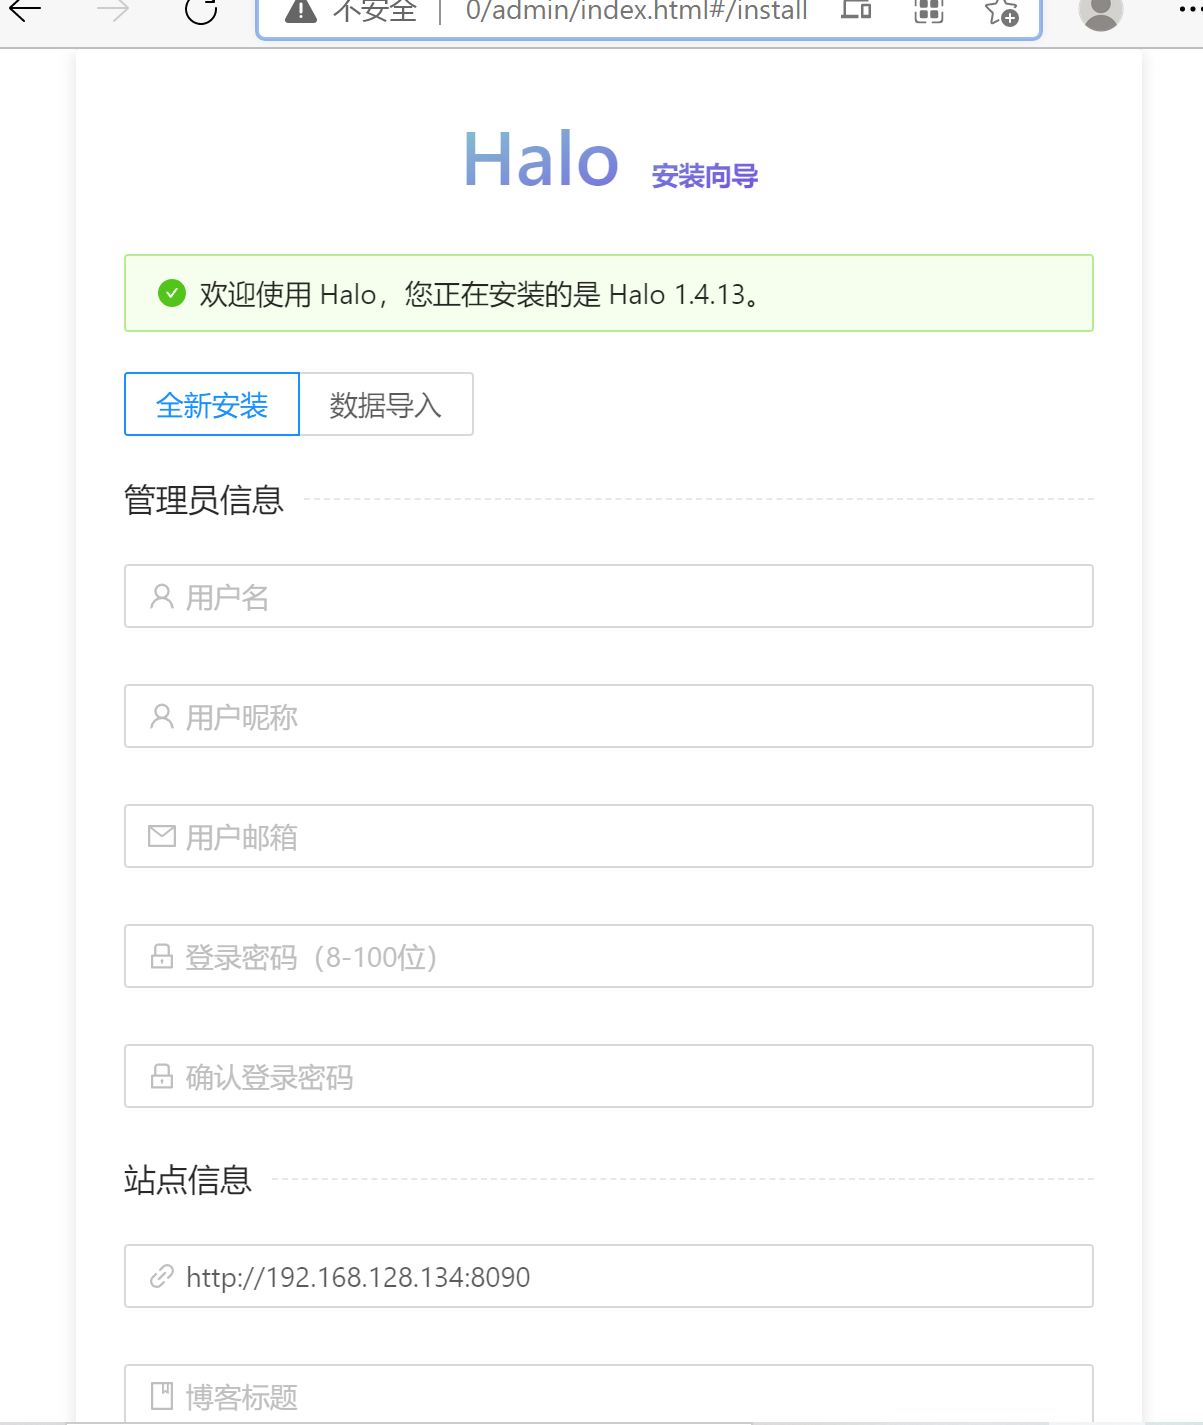 不安全 | 0/admin/index.html#/install
Halo 安装向导
欢迎使用 Halo，您正在安装的是 Halo 1.4.13。
全新安装 数据导入
管理员信息
用户名
用户昵称
用户邮箱
登录密码（8-100位）
确认登录密码
站点信息
http://192.168.128.134:8090
博客标题